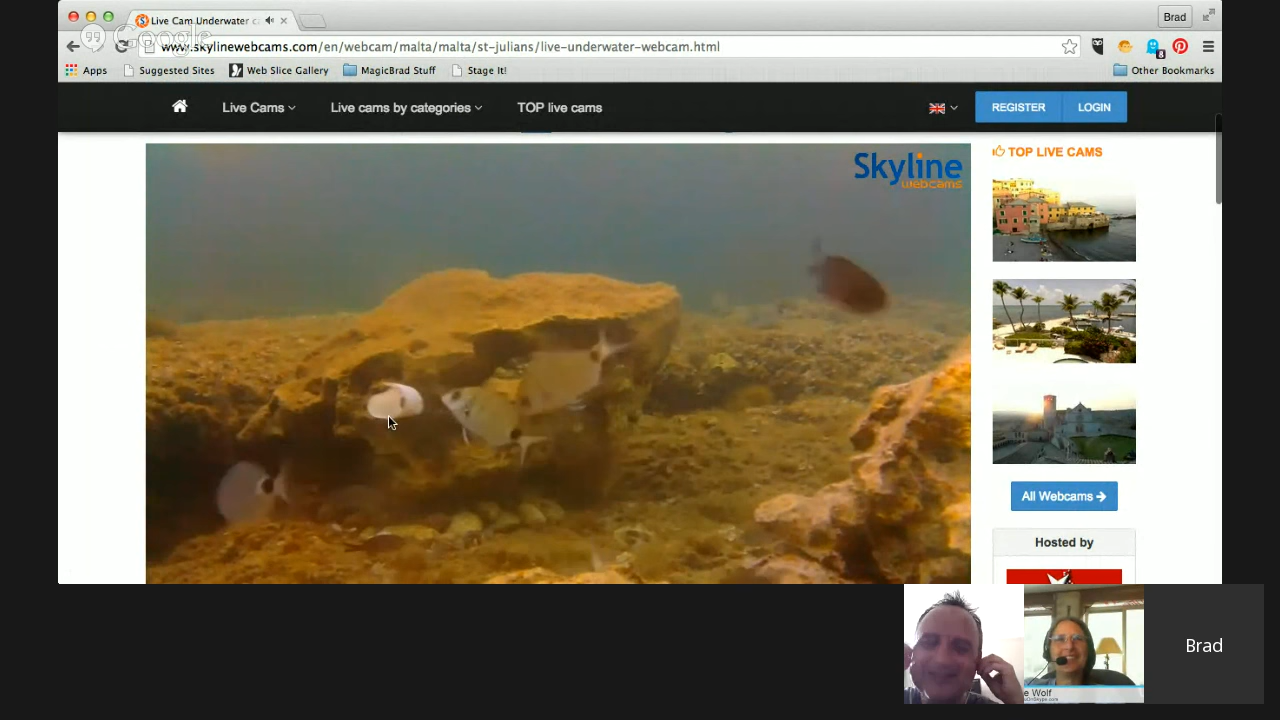 Live Cam Underwater c
Brad
Google
www.skylinewebcams.com/en/webcam/malta/malta/st-julians/live-underwater-webcam.html
8
Apps Suggested Sites Web Slice Gallery MagicBrad Stuff Stage It! Other Bookmarks
Live Cams Live cams by categories TOP live cams REGISTER LOGIN
Skyline
webcams
TOP LIVE CAMS
All Webcams
Hosted by
Brad
e Wolf